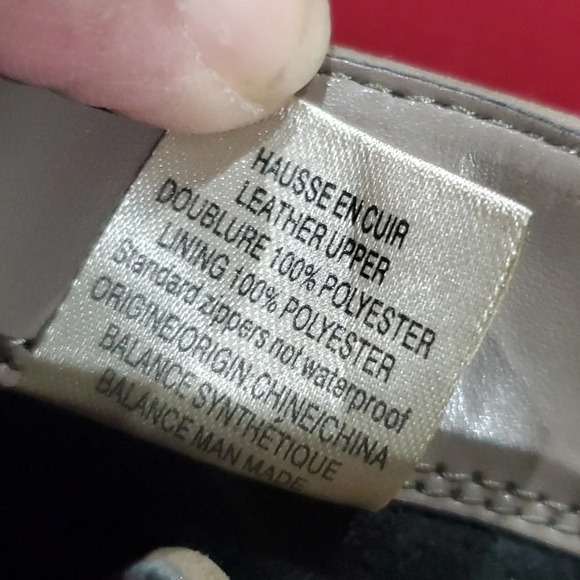 HAUSSE EN CUIR
LEATHER UPPER
DOUBLURE 100% POLYESTER
LINING 100% POLYESTER
Standard zippers not waterproof
ORIGINE/ORIGIN:CHINE/CHINA
BALANCE SYNTHÉTIQUE
BALANCE MAN MADE